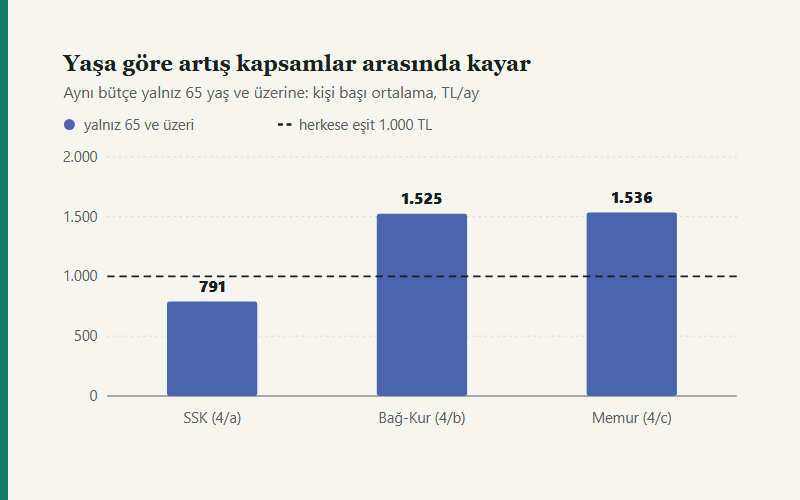 Yaşa göre artış kapsamlar arasında kayar
Aynı bütçe yalnız 65 yaş ve üzerine: kişi başı ortalama, TL/ay
yalnız 65 ve üzeri
herkese eşit 1.000 TL
2.000
1.500
1.000
500
0
791
1.525
1.536
SSK (4/a)
Bağ-Kur (4/b)
Memur (4/c)